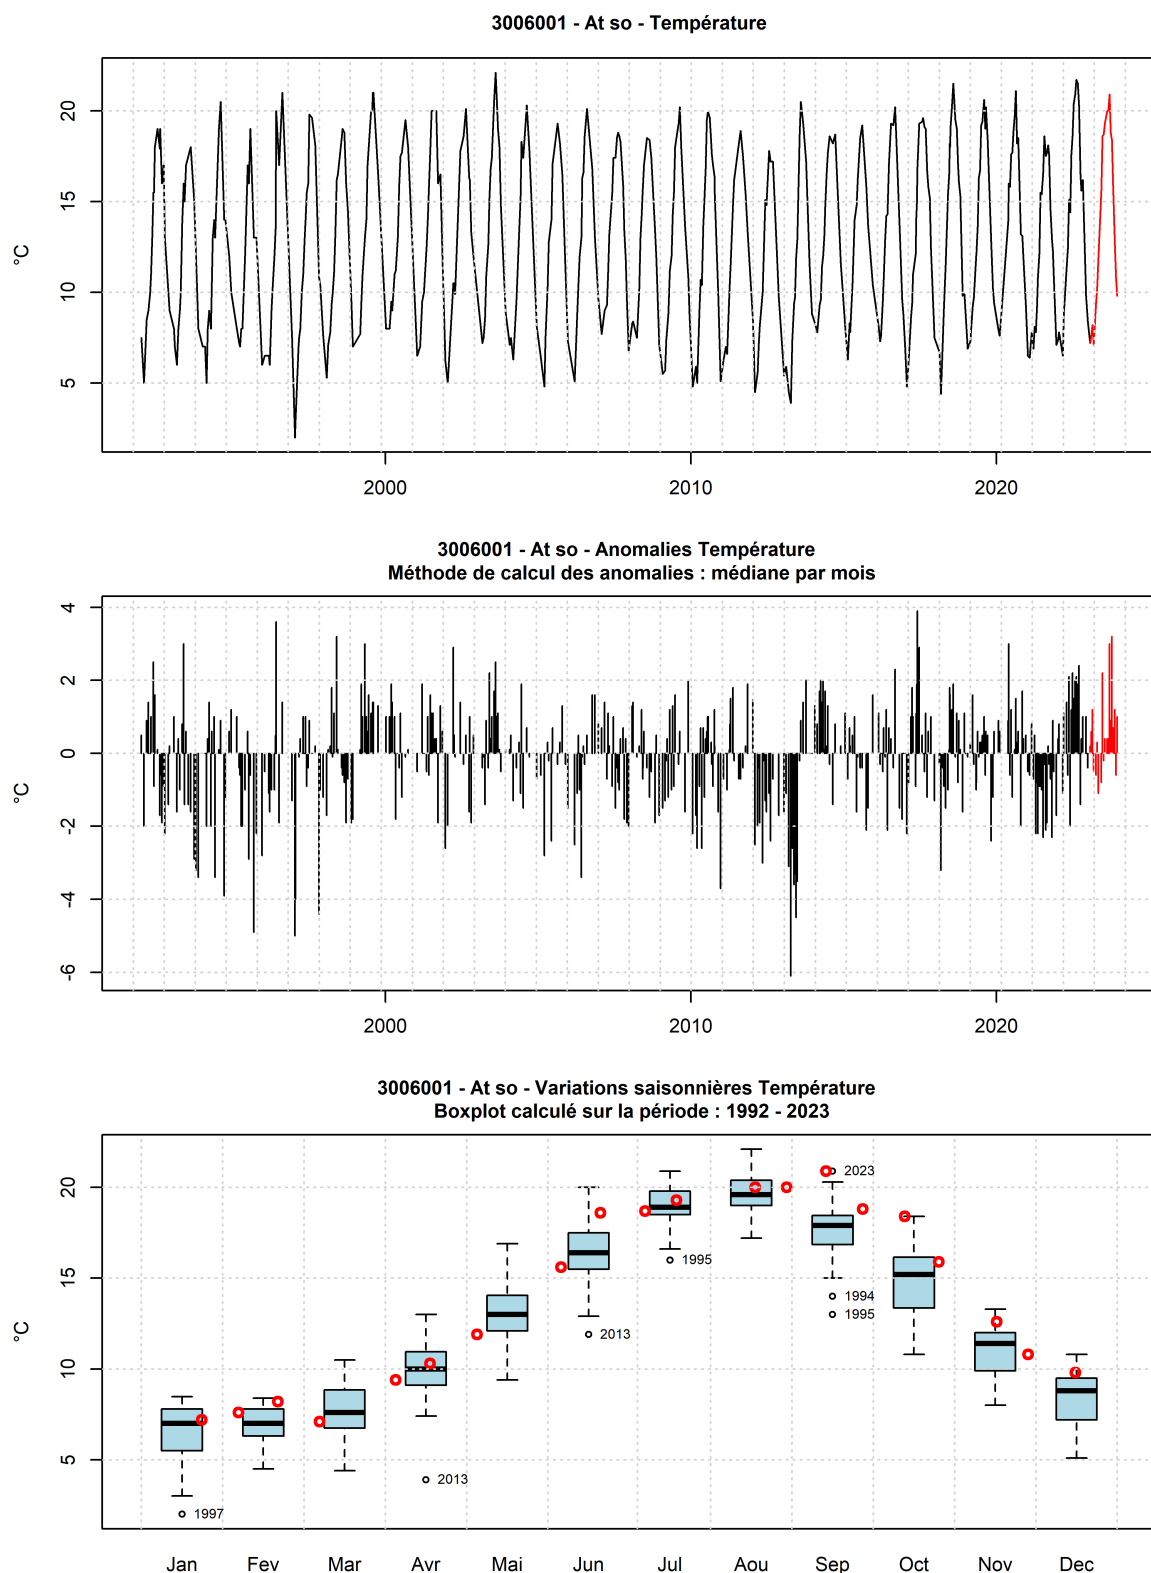 3006001 - At so - Température
20
15
10
5
°C
2000
2010
2020
3006001 - At so - Anomalies Température
Méthode de calcul des anomalies : médiane par mois
4
2
0
-2
-4
-6
°C
2000
2010
2020
3006001 - At so - Variations saisonnières Température
Boxplot calculé sur la période : 1992 - 2023
20
15
10
5
°C
2023
1995
1994
1995
2013
2013
1997
Jan
Fev
Mar
Avr
Mai
Jun
Jul
Aou
Sep
Oct
Nov
Dec